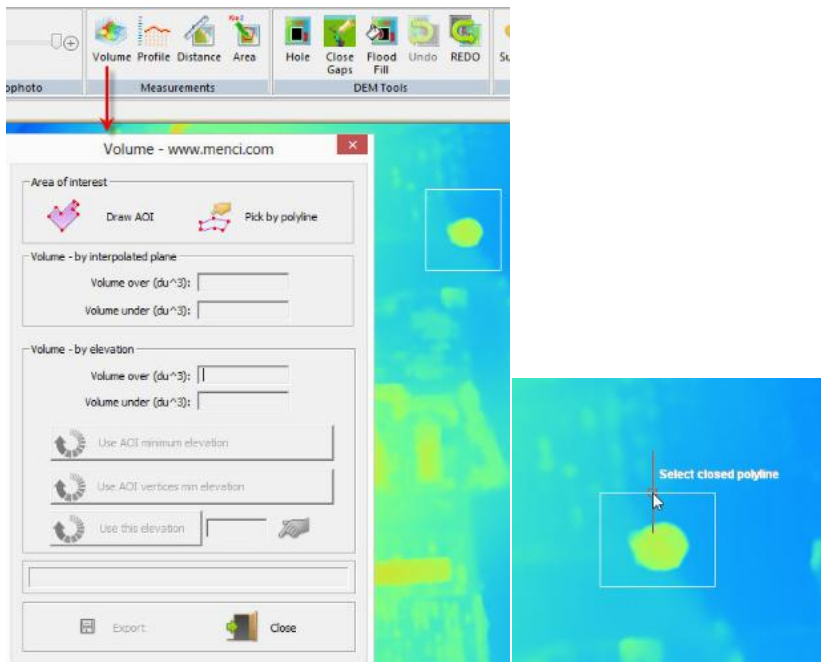 Volume Profile Distance Area
Hole Close Gaps Flood Fill Undo REDO Su
ophoto Measurements DEM Tools
Volume - www.menci.com
Area of interest
Draw AOI Pick by polyline
Volume - by interpolated plane
Volume over (du^3):
Volume under (du^3):
Volume - by elevation
Volume over (du^3):
Volume under (du^3):
Use AOI minimum elevation
Use AOI vertices min elevation
Use this elevation
Export Close
Select closed polyline